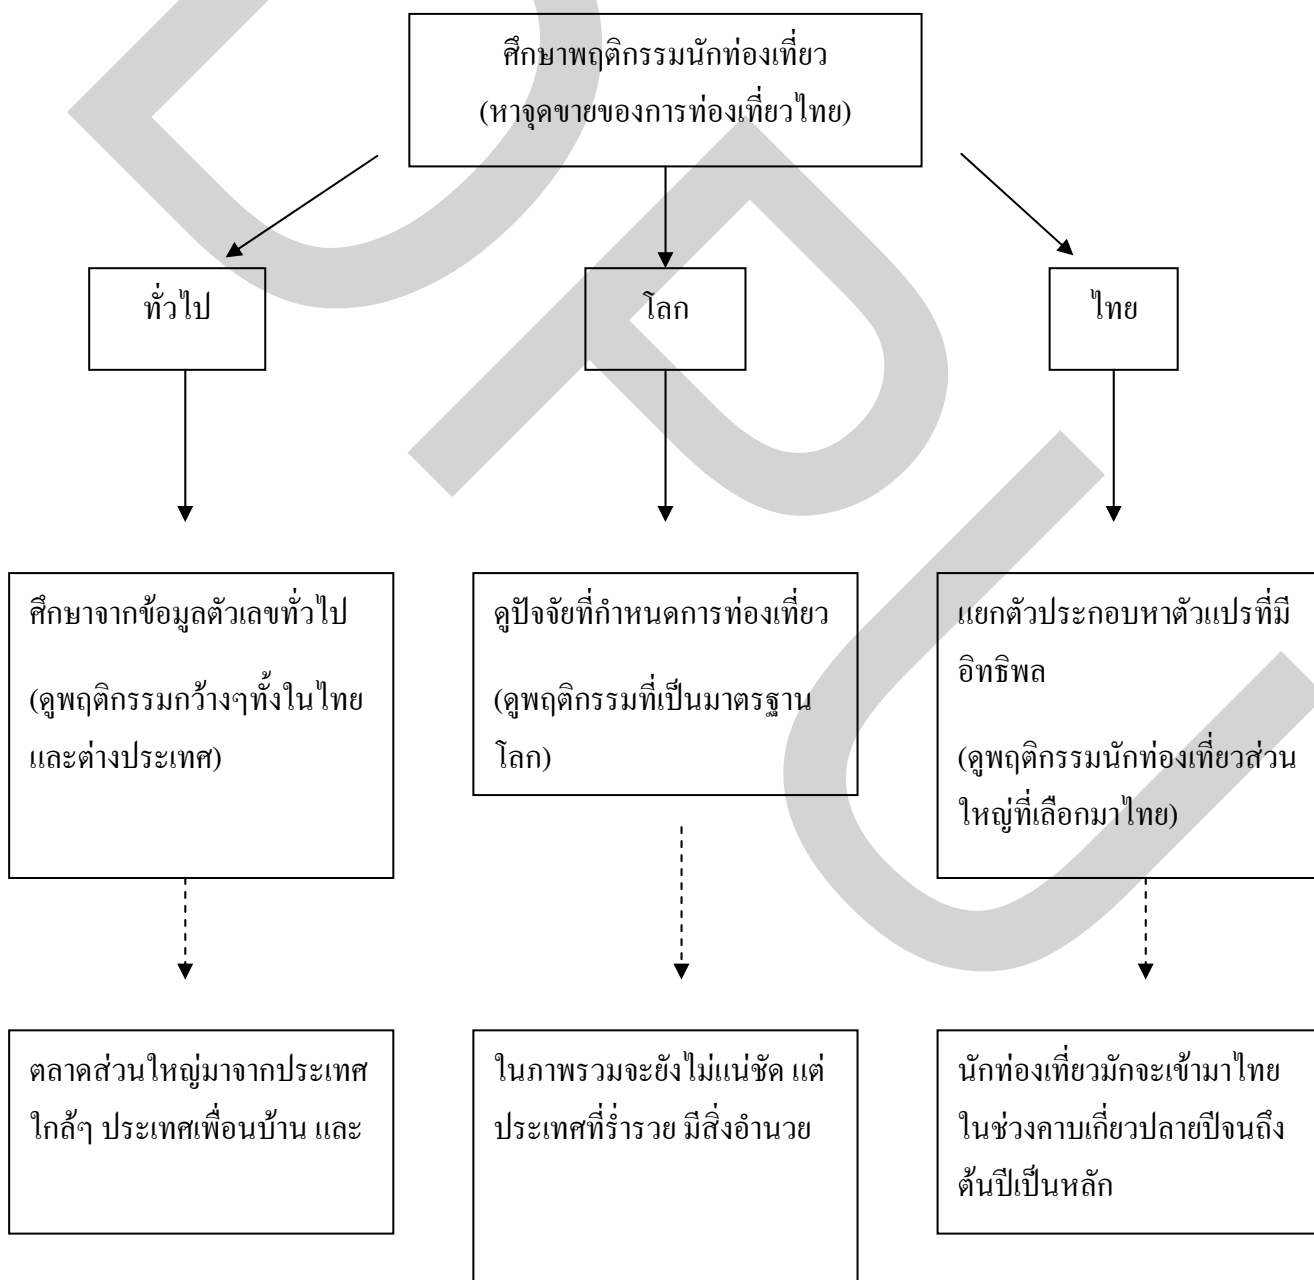 ศึกษาพฤติกรรมนักท่องเที่ยว
(หาจุดขายของการท่องเที่ยวไทย)
ทั่วไป
โลก
ไทย
ศึกษาจากข้อมูลตัวเลขทั่วไป
(ดูพฤติกรรมกว้างๆทั้งในไทย
และต่างประเทศ)
ดูปัจจัยที่กำหนดการท่องเที่ยว
(ดูพฤติกรรมที่เป็นมาตรฐาน
โลก)
แยกตัวประกอบหาตัวแปรที่มี
อิทธิพล
(ดูพฤติกรรมนักท่องเที่ยวส่วน
ใหญ่ที่เลือกมาไทย)
ตลาดส่วนใหญ่มาจากประเทศ
ใกล้ๆ ประเทศเพื่อนบ้าน และ
ในภาพรวมจะยังไม่แน่ชัด แต่
ประเทศที่ร่ำรวย มีสิ่งอำนวย
นักท่องเที่ยวมักจะเข้ามาไทย
ในช่วงคาบเกี่ยวปลายปีจนถึง
ต้นปีเป็นหลัก
DPU